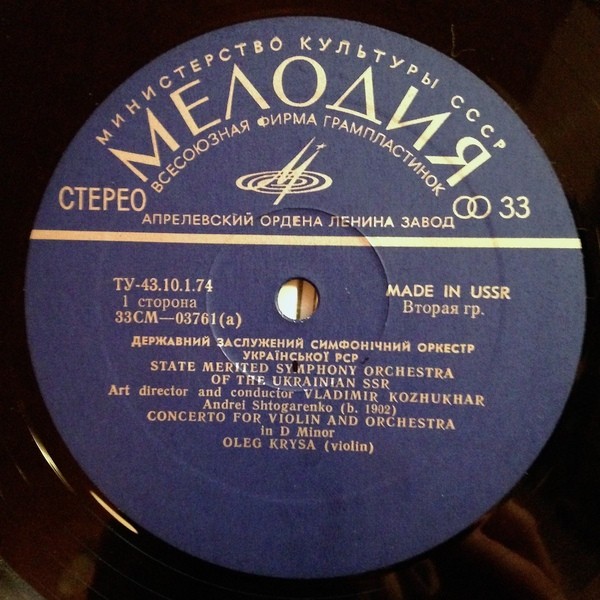 МИНИСТЕРСТВО КУЛЬТУРЫ СССР
МЕЛОДИЯ
ВСЕСОЮЗНАЯ ФИРМА ГРАМПЛАСТИНОК
СТЕРЕО
33
АПРЕЛЕВСКИЙ ОРДЕНА ЛЕНИНА ЗАВОД
ТУ-43.10.1.74
1 сторона
33СМ—03761(а)
MADE IN USSR
Вторая гр.
ДЕРЖАВНИЙ ЗАСЛУЖЕНИЙ СИМФОНІЧНИЙ ОРКЕСТР
УКРАЇНСЬКОЇ РСР
STATE MERITED SYMPHONY ORCHESTRA
OF THE UKRAINIAN SSR
Art director and conductor VLADIMIR KOZHUKHAR
Andrei Shtogarenko (b. 1902)
CONCERTO FOR VIOLIN AND ORCHESTRA
in D Minor
OLEG KRYSA (violin)